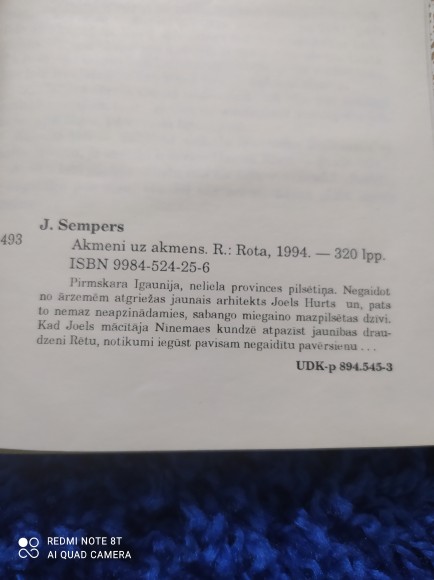 J. Sempers
493
Akmeni uz akmens. R.: Rota, 1994. — 320 lpp.
ISBN 9984-524-25-6
Pirmskara Igaunija, neliela provinces pilsētiņa. Negaidot
no ārzemēm atgriežas jaunais arhitekts Joels Hurts un, pats
to nemaz neapzinādamies, sabango miegaino mazpilsētas dzīvi.
Kad Joels mācītāja Ninemaes kundzē atpazīst jaunības drau-
dzeni Rētu, notikumi iegūst pavisam negaidītu pavērsienu ...
UDK-p 894.545-3
REDMI NOTE 8T
AI QUAD CAMERA